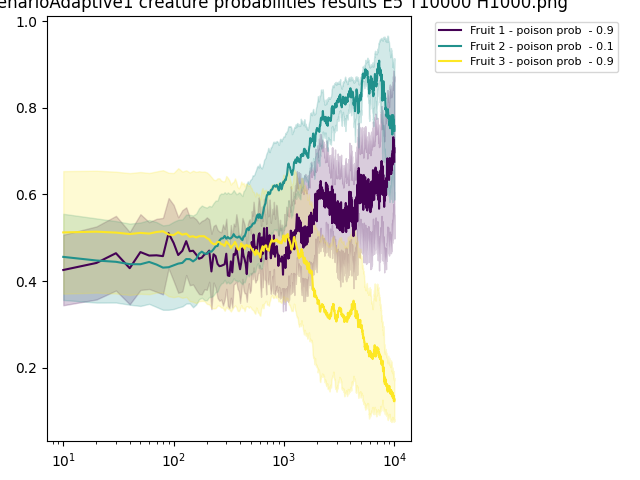 enarioAdaptive1 creature probabilities results E5 T10000 H1000.png
Fruit 1 - poison prob - 0.9
Fruit 2 - poison prob - 0.1
Fruit 3 - poison prob - 0.9
1.0
0.8
0.6
0.4
0.2
10¹ 10² 10³ 10⁴